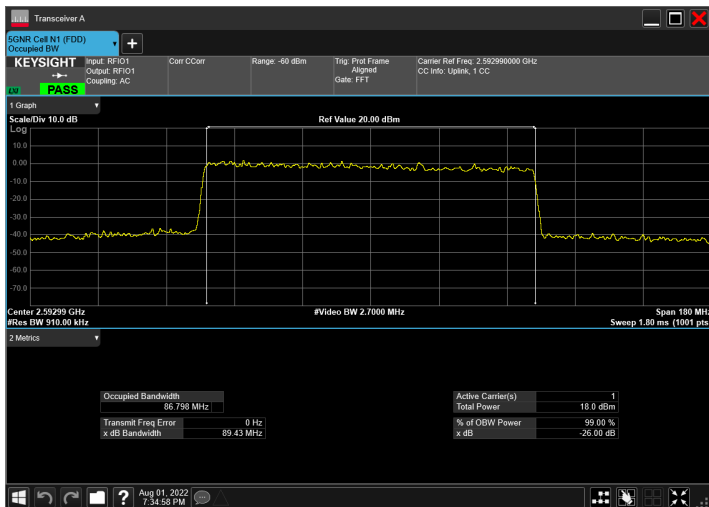 Transceiver A
5GNR Cell N1 (FDD)
Occupied BW
KEYSIGHT
LXI
PASS
Input: RFIO1
Output: RFIO1
Coupling: AC
Corr CCorr
Range: -60 dBm
Trig: Prot Frame
Aligned
Gate: FFT
Carrier Ref Freq: 2.592990000 GHz
CC Info: Uplink, 1 CC
1 Graph
Scale/Div 10.0 dB
Ref Value 20.00 dBm
Log
10.0
0.00
-10.0
-20.0
-30.0
-40.0
-50.0
-60.0
-70.0
Center 2.59299 GHz
#Video BW 2.7000 MHz
Span 180 MHz
#Res BW 910.00 kHz
Sweep 1.80 ms (1001 pts)
2 Metrics
Occupied Bandwidth
86.798 MHz
Transmit Freq Error 0 Hz
x dB Bandwidth 89.43 MHz
Active Carrier(s) 1
Total Power 18.0 dBm
% of OBW Power 99.00 %
x dB -26.00 dB
?
Aug 01, 2022
7:34:58 PM